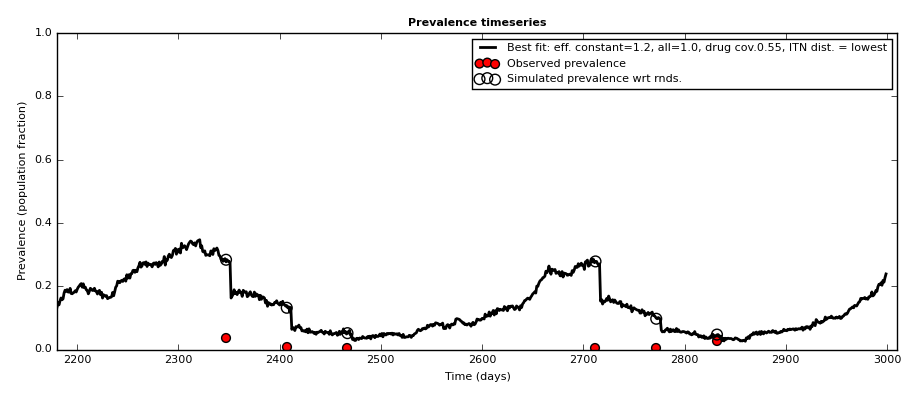 Prevalence timeseries
Best fit: eff. constant=1.2, all=1.0, drug cov.0.55, ITN dist. = lowest
Observed prevalence
Simulated prevalence wrt rnds.
Prevalence (population fraction)
1.0
0.8
0.6
0.4
0.2
0.0
2200 2300 2400 2500 2600 2700 2800 2900 3000
Time (days)